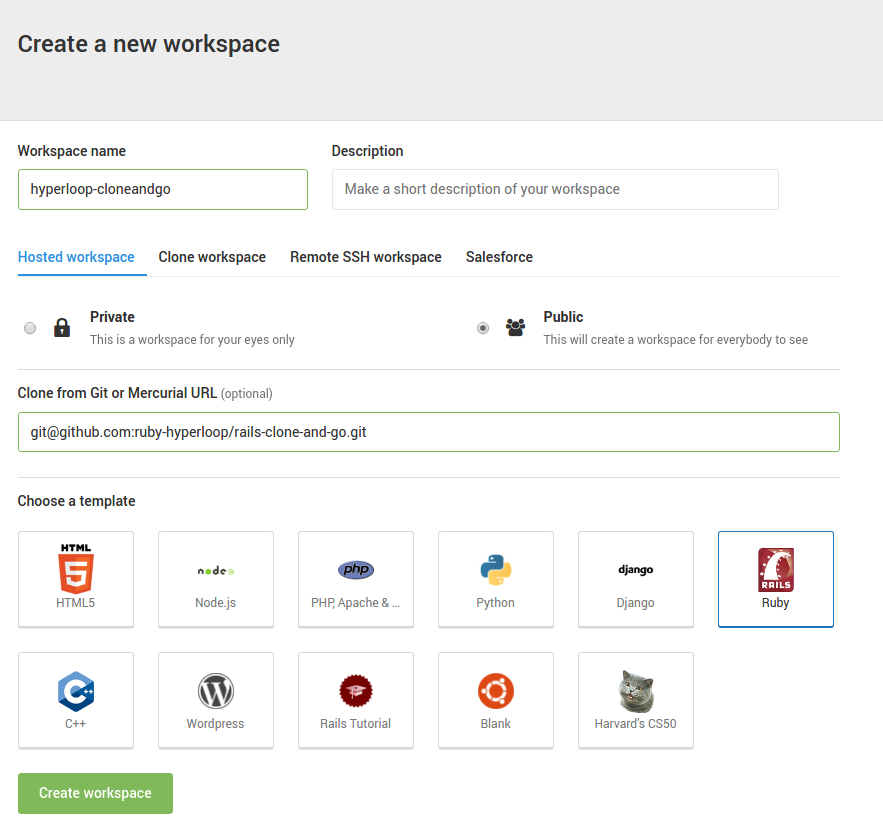 Create a new workspace
Workspace name
Description
hyperloop-cloneandgo
Make a short description of your workspace
Hosted workspace
Clone workspace
Remote SSH workspace
Salesforce
Private
This is a workspace for your eyes only
Public
This will create a workspace for everybody to see
Clone from Git or Mercurial URL (optional)
git@github.com:ruby-hyperloop/rails-clone-and-go.git
Choose a template
HTML
5
HTML5
node
Node.js
php
PHP, Apache & ...
Python
django
Django
RAILS
Ruby
C++
C++
W
Wordpress
Rails Tutorial
Blank
Harvard's CS50
Create workspace